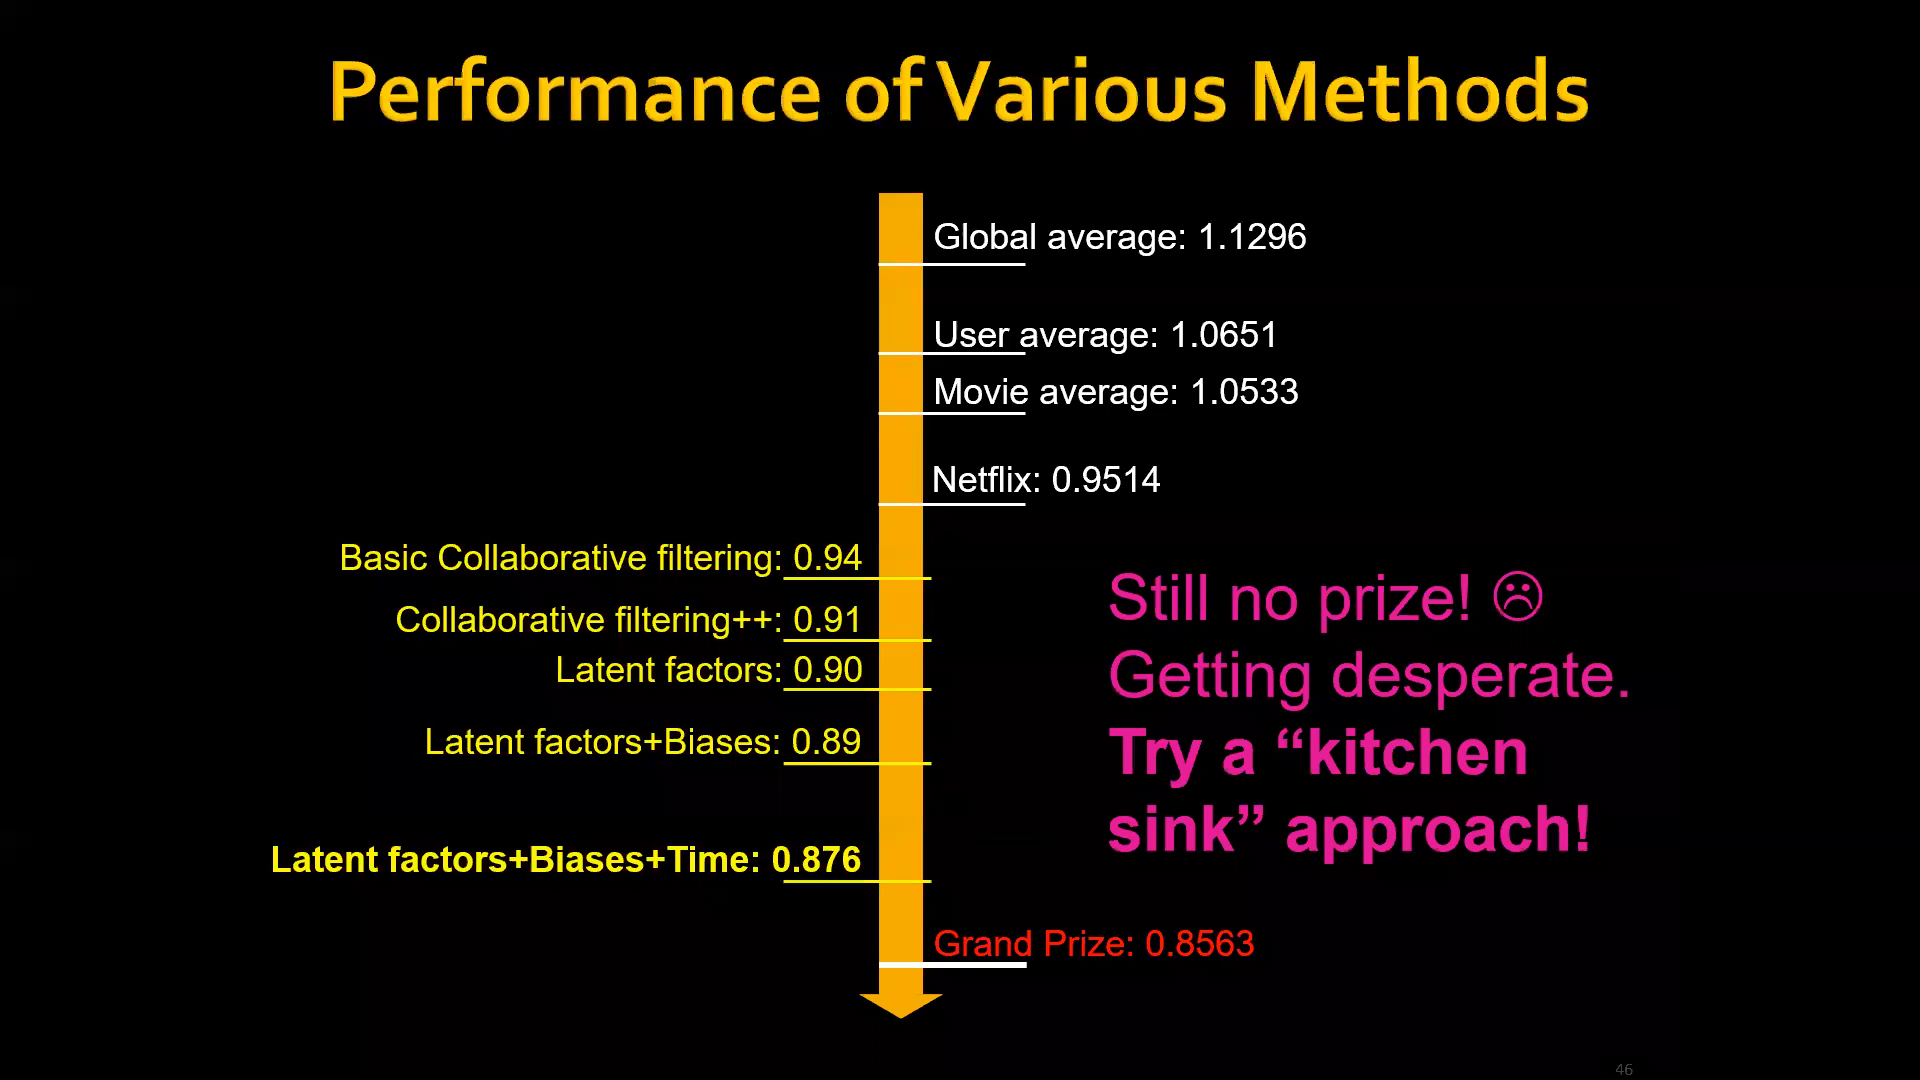 Performance of Various Methods
Global average: 1.1296
User average: 1.0651
Movie average: 1.0533
Netflix: 0.9514
Basic Collaborative filtering: 0.94
Collaborative filtering++: 0.91
Latent factors: 0.90
Latent factors+Biases: 0.89
Latent factors+Biases+Time: 0.876
Grand Prize: 0.8563
Still no prize! ☹
Getting desperate.
Try a “kitchen
sink” approach!
46